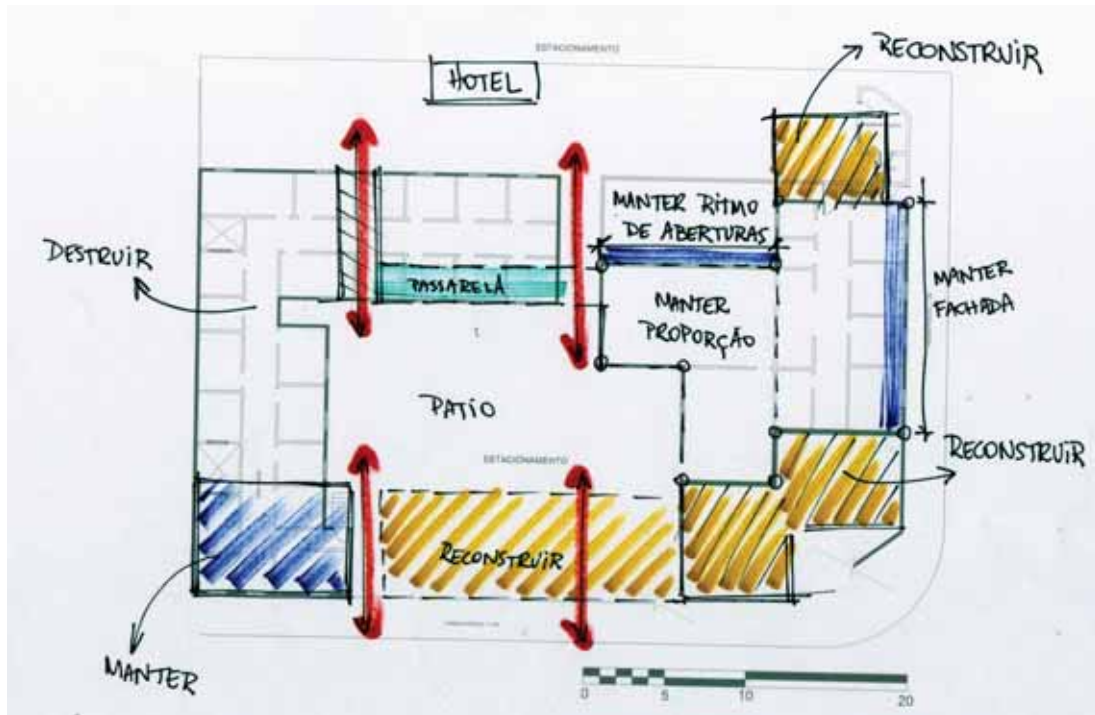 ESTACIONAMENTO
HOTEL
RECONSTRUIR
MANTER RITMO
DE ABERTURAS
DESTRUIR
PASSARELA
MANTER
PROPORÇÃO
MANTER
FACHADA
PATIO
ESTACIONAMENTO
RECONSTRUIR
RECONSTRUIR
MANTER
0 5 10 20